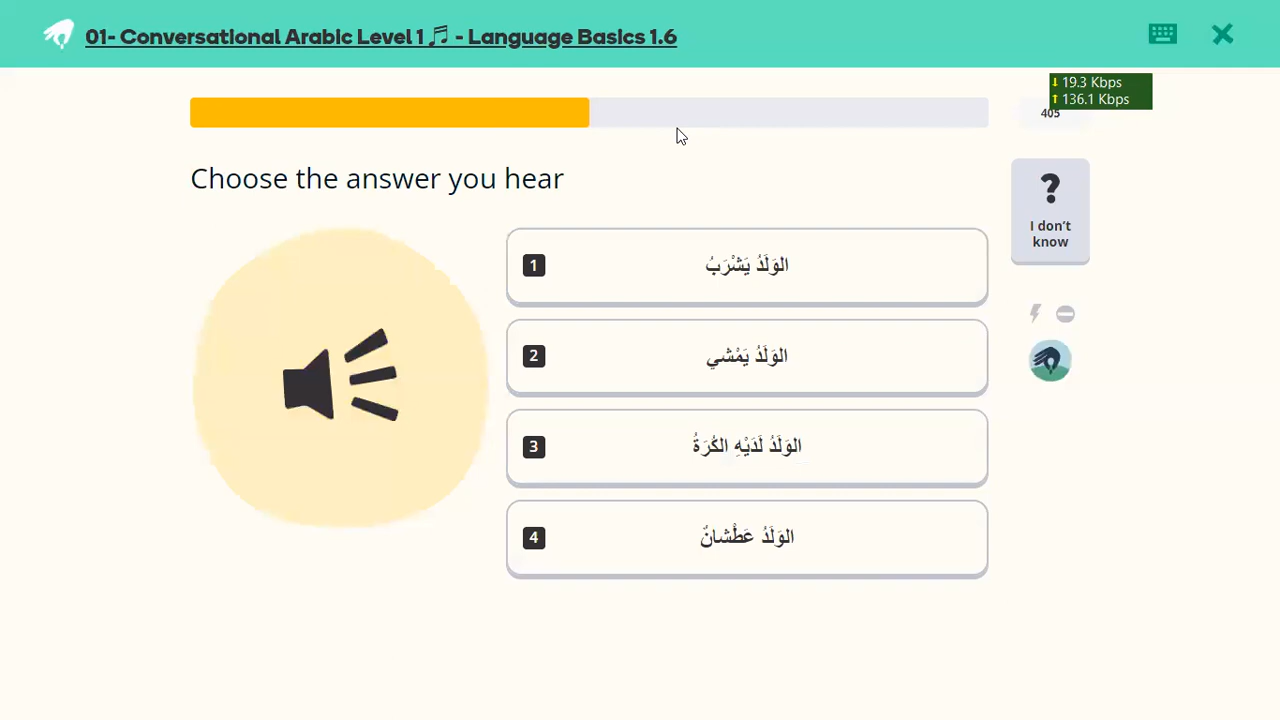 01- Conversational Arabic Level 1 🎵 - Language Basics 1.6
↓ 19.3 Kbps
↑ 136.1 Kbps
405
Choose the answer you hear
?
I don't
know
1 الوَلَدُ يَشْرَبُ
2 الوَلَدُ يَمْشي
3 الوَلَدُ لَدَيْهِ الكُرَةُ
4 الوَلَدُ عَطْشانٌ